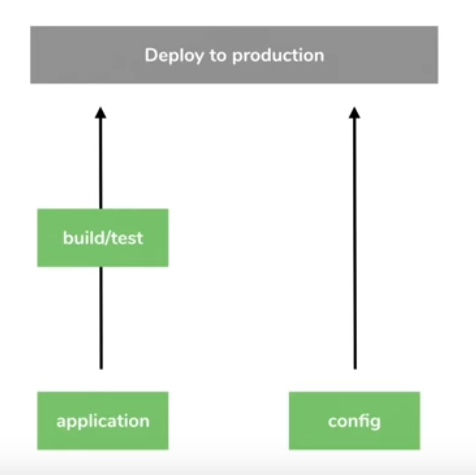 Deploy to production
build/test
application
config